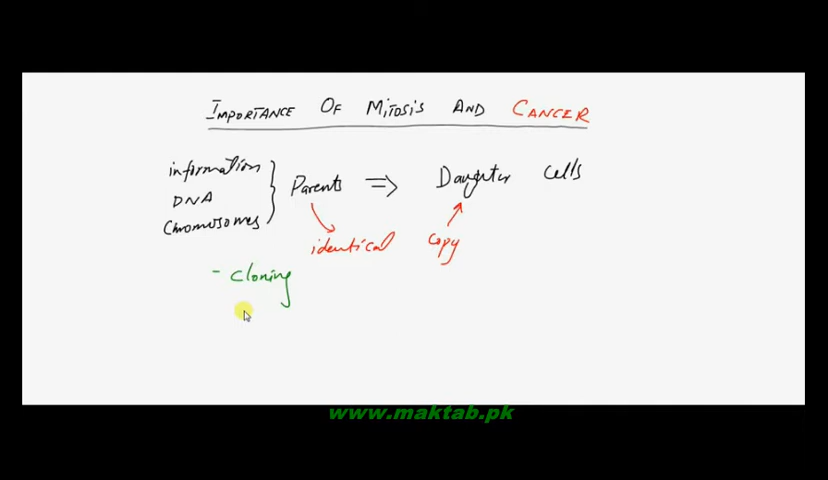 IMPORTANCE OF MITOSIS AND CANCER
information
DNA
Chromosomes
Parents ⇒ Daughter cells
identical copy
- cloning
www.maktab.pk